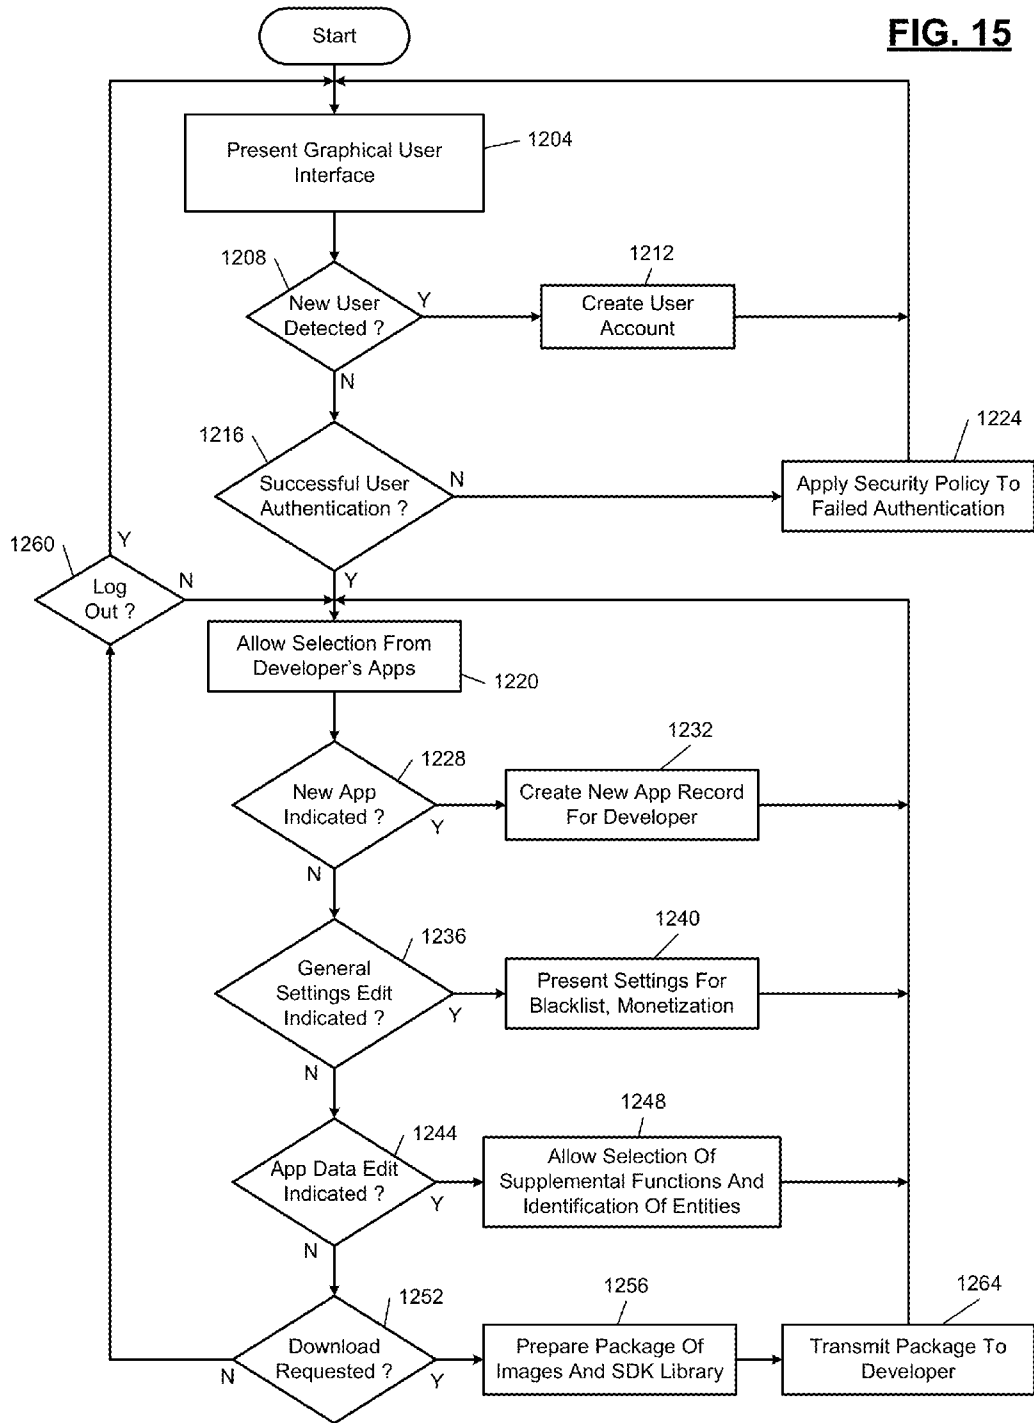 Start
FIG. 15
Present Graphical User
Interface
1204
1208
New User
Detected ?
Y
N
1212
Create User
Account
1216
Successful User
Authentication ?
N
Y
1224
Apply Security Policy To
Failed Authentication
1260
Y
Log
Out ?
N
Allow Selection From
Developer's Apps
1220
1228
New App
Indicated ?
Y
N
1232
Create New App Record
For Developer
1236
General
Settings Edit
Indicated ?
Y
N
1240
Present Settings For
Blacklist, Monetization
1244
App Data Edit
Indicated ?
Y
N
1248
Allow Selection Of
Supplemental Functions And
Identification Of Entities
1252
Download
Requested ?
N
Y
1256
Prepare Package Of
Images And SDK Library
1264
Transmit Package To
Developer